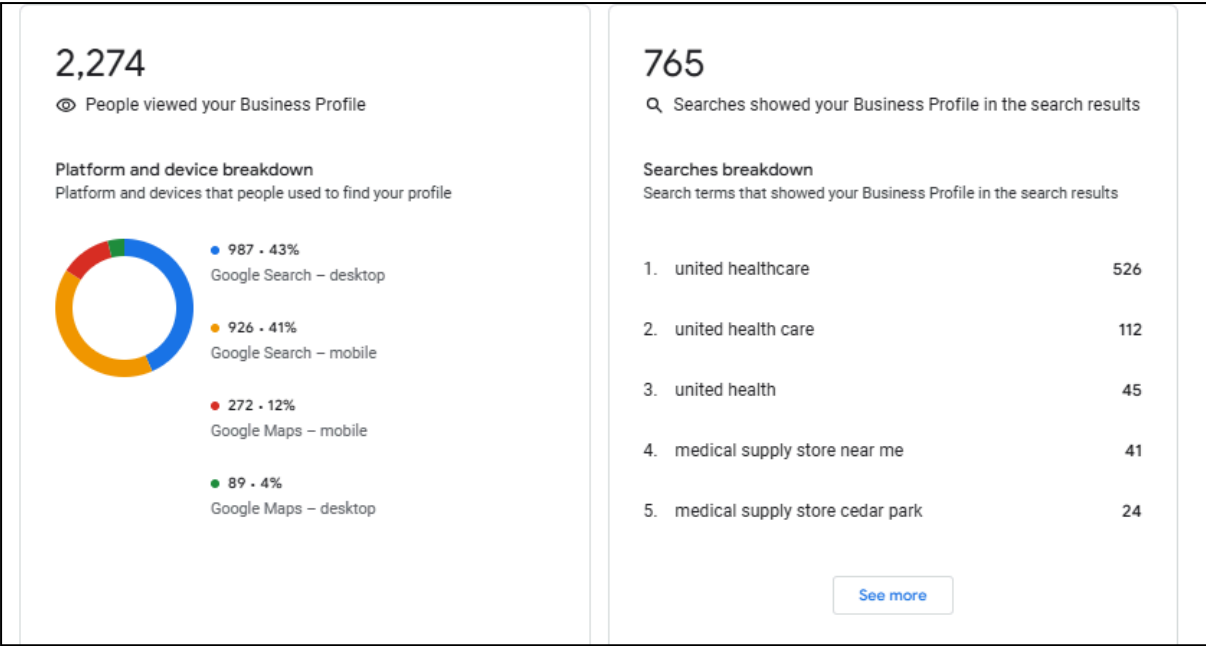 2,274
People viewed your Business Profile
Platform and device breakdown
Platform and devices that people used to find your profile
987 • 43%
Google Search – desktop
926 • 41%
Google Search – mobile
272 • 12%
Google Maps – mobile
89 • 4%
Google Maps – desktop
765
Searches showed your Business Profile in the search results
Searches breakdown
Search terms that showed your Business Profile in the search results
1. united healthcare 526
2. united health care 112
3. united health 45
4. medical supply store near me 41
5. medical supply store cedar park 24
See more